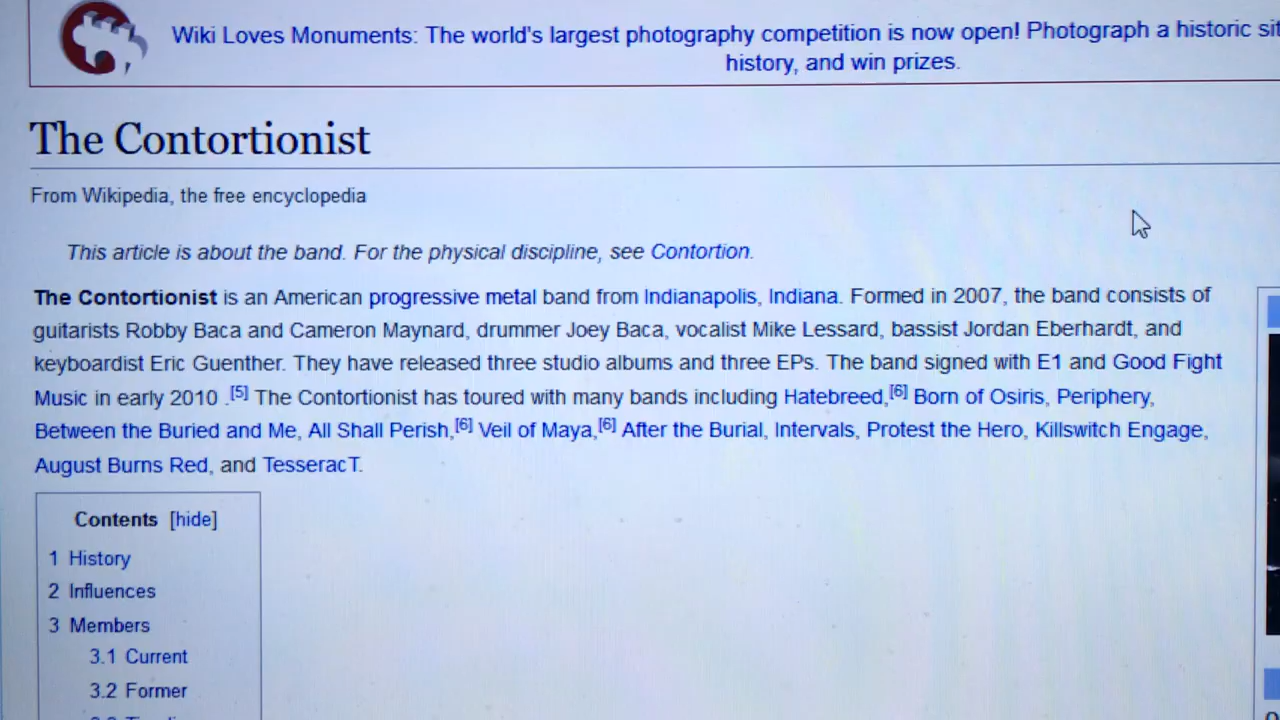 Wiki Loves Monuments: The world's largest photography competition is now open! Photograph a historic
history, and win prizes.
The Contortionist
From Wikipedia, the free encyclopedia
This article is about the band. For the physical discipline, see Contortion.
The Contortionist is an American progressive metal band from Indianapolis, Indiana. Formed in 2007, the band consists of
guitarists Robby Baca and Cameron Maynard, drummer Joey Baca, vocalist Mike Lessard, bassist Jordan Eberhardt, and
keyboardist Eric Guenther. They have released three studio albums and three EPs. The band signed with E1 and Good Fight
Music in early 2010 .[5] The Contortionist has toured with many bands including Hatebreed,[6] Born of Osiris, Periphery,
Between the Buried and Me, All Shall Perish,[6] Veil of Maya,[6] After the Burial, Intervals, Protest the Hero, Killswitch Engage,
August Burns Red, and TesseracT.
Contents [hide]
1 History
2 Influences
3 Members
3.1 Current
3.2 Former